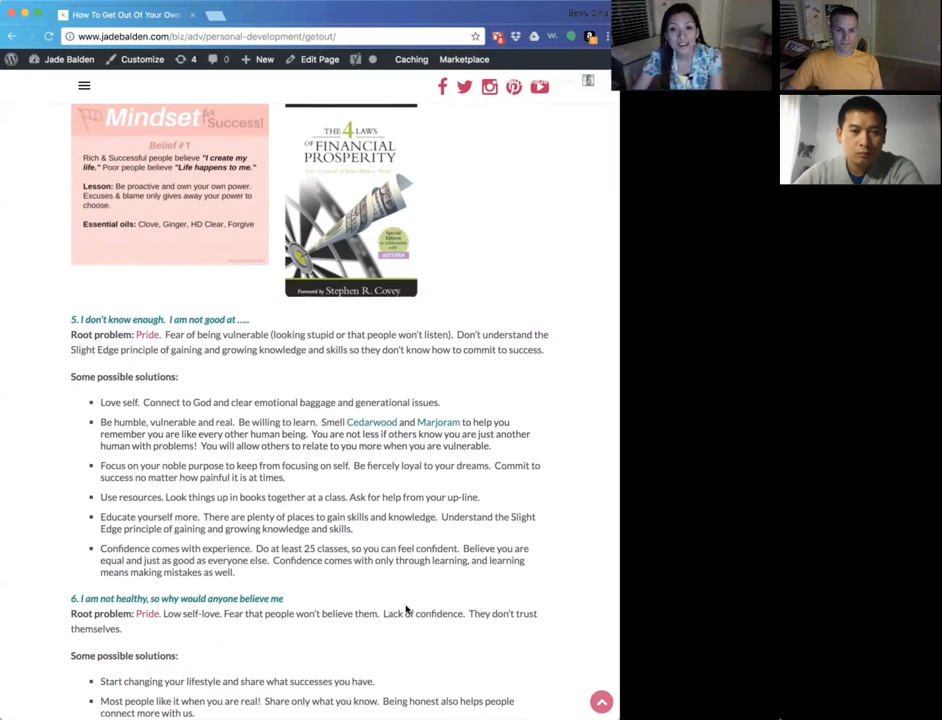 How To Get Out Of Your Own
www.jadebalden.com/biz/adv/personal-development/getout/
Jade Balden Customize 4 0 New Edit Page Caching Marketplace
Mindset for Success!
Belief #1
Rich & Successful people believe "I create my
life." Poor people believe "Life happens to me."
Lesson: Be proactive and own your own power.
Excuses & blame only gives away your power to
choose.
Essential oils: Clove, Ginger, HD Clear, Forgive
THE 4 LAWS
OF FINANCIAL
PROSPERITY
Get Control of Your Money Now!
Special
Edition
in collaboration
with
doTERRA
Foreword by Stephen R. Covey
5. I don't know enough. I am not good at …..
Root problem: Pride. Fear of being vulnerable (looking stupid or that people won't listen). Don't understand the
Slight Edge principle of gaining and growing knowledge and skills so they don't know how to commit to success.
Some possible solutions:
Love self. Connect to God and clear emotional baggage and generational issues.
Be humble, vulnerable and real. Be willing to learn. Smell Cedarwood and Marjoram to help you
remember you are like every other human being. You are not less if others know you are just another
human with problems! You will allow others to relate to you more when you are vulnerable.
Focus on your noble purpose to keep from focusing on self. Be fiercely loyal to your dreams. Commit to
success no matter how painful it is at times.
Use resources. Look things up in books together at a class. Ask for help from your up-line.
Educate yourself more. There are plenty of places to gain skills and knowledge. Understand the Slight
Edge principle of gaining and growing knowledge and skills.
Confidence comes with experience. Do at least 25 classes, so you can feel confident. Believe you are
equal and just as good as everyone else. Confidence comes with only through learning, and learning
means making mistakes as well.
6. I am not healthy, so why would anyone believe me
Root problem: Pride. Low self-love. Fear that people won't believe them. Lack of confidence. They don't trust
themselves.
Some possible solutions:
Start changing your lifestyle and share what successes you have.
Most people like it when you are real! Share only what you know. Being honest also helps people
connect more with us.